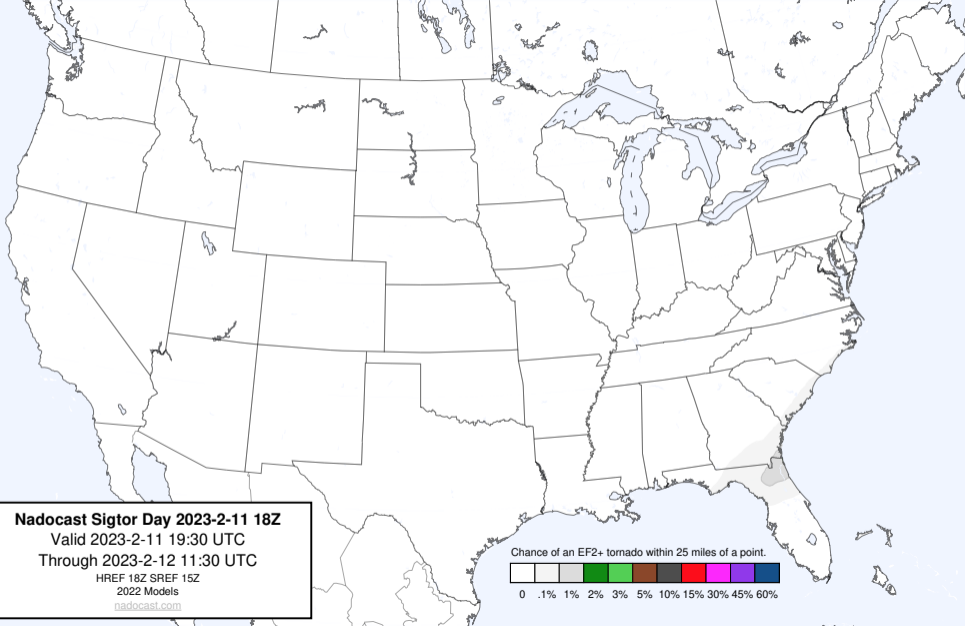 Nadocast Sigtor Day 2023-2-11 18Z
Valid 2023-2-11 19:30 UTC
Through 2023-2-12 11:30 UTC
HREF 18Z SREF 15Z
2022 Models
nadocast.com
Chance of an EF2+ tornado within 25 miles of a point.
0 .1% 1% 2% 3% 5% 10% 15% 30% 45% 60%